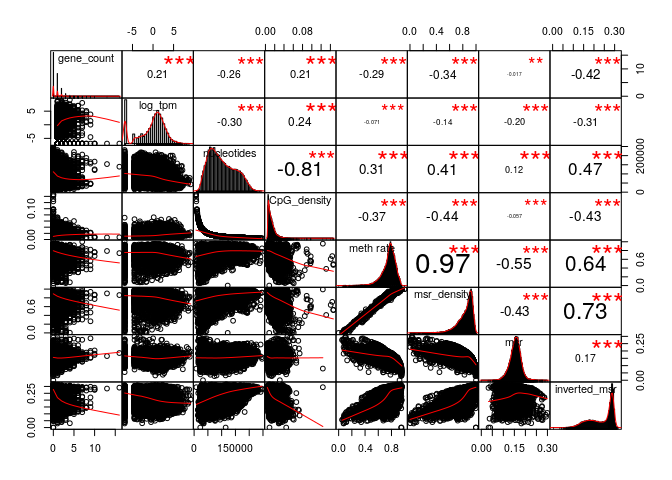 -5 0 5 0.00 0.08 0.0 0.4 0.8 0.00 0.15 0.30
gene_count 0.21 *** -0.26 *** 0.21 *** -0.29 *** -0.34 *** -0.017 ** -0.42 *** 0 10
-5 5 log_tpm -0.30 *** 0.24 *** -0.071 *** -0.14 *** -0.20 *** -0.31 ***
nucleotides -0.81 *** 0.31 *** 0.41 *** 0.12 *** 0.47 *** 0 200000
0.00 0.10 CpG_density -0.37 *** -0.44 *** -0.057 *** -0.43 ***
meth rate 0.97 *** -0.55 *** 0.64 *** 0.0 0.6
0.0 0.6 msr_density -0.43 *** 0.73 ***
msr 0.17 *** 0.00 0.25
0.00 0.25 inverted_msr
0 5 10 0 150000 0.0 0.4 0.8 0.00 0.15 0.30